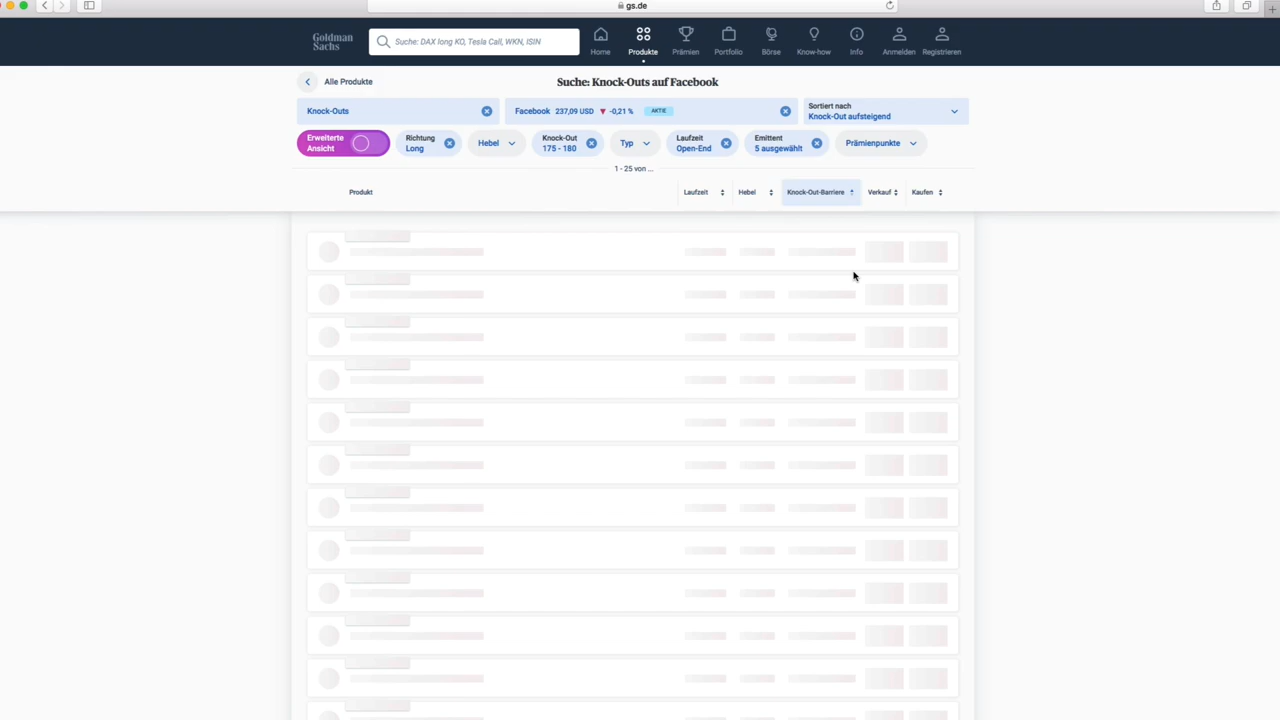 gs.de
Goldman
Sachs
Suche: DAX long KO, Tesla Call, WKN, ISIN
Home
Produkte
Prämien
Portfolio
Börse
Know-how
Info
Anmelden
Registrieren
Alle Produkte
Suche: Knock-Outs auf Facebook
Knock-Outs
Facebook 237,09 USD ▼ -0,21 % AKTIE
Sortiert nach
Knock-Out aufsteigend
Erweiterte
Ansicht
Richtung
Long
Hebel
Knock-Out
175 - 180
Typ
Laufzeit
Open-End
Emittent
5 ausgewählt
Prämienpunkte
1 - 25 von ...
Produkt
Laufzeit
Hebel
Knock-Out-Barriere
Verkauf
Kaufen